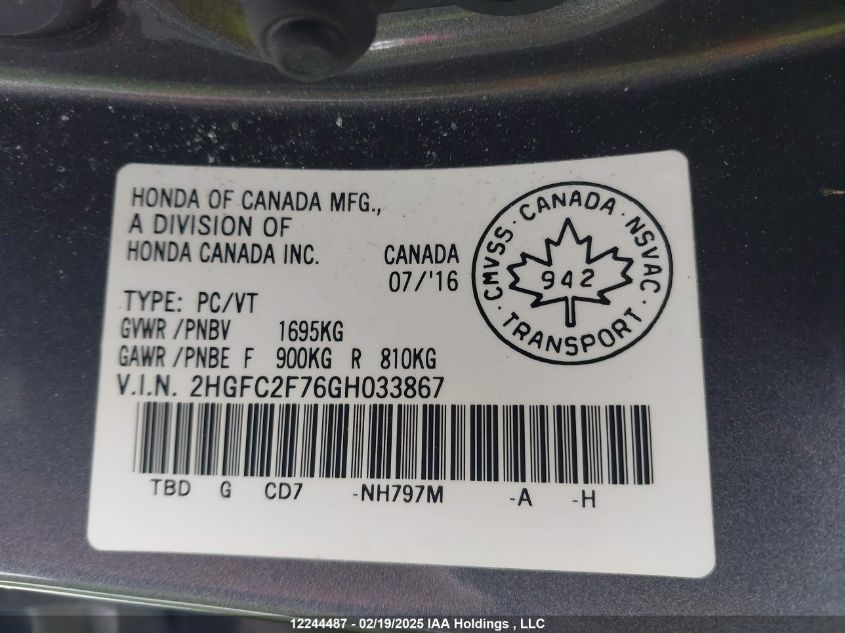 HONDA OF CANADA MFG.,
A DIVISION OF
HONDA CANADA INC.
CANADA
07/'16
CMVSS · CANADA · NSVAC ·
942
TRANSPORT
TYPE: PC/VT
GVWR /PNBV 1695KG
GAWR /PNBE F 900KG R 810KG
V.I.N. 2HGFC2F76GH033867
TBD G CD7 -NH797M -A -H
12244487 - 02/19/2025 IAA Holdings , LLC